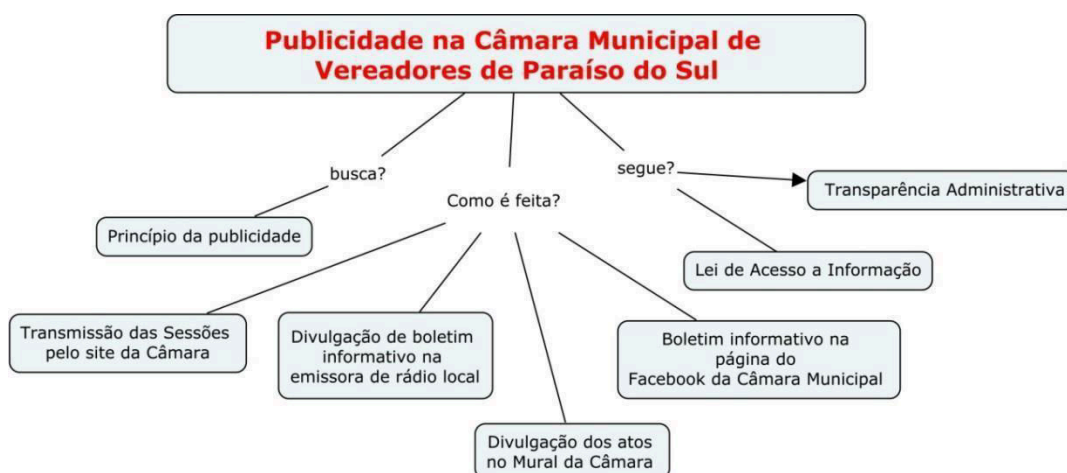 Publicidade na Câmara Municipal de
Vereadores de Paraíso do Sul
busca?
segue?
Como é feita?
Transparência Administrativa
Princípio da publicidade
Lei de Acesso a Informação
Transmissão das Sessões
pelo site da Câmara
Divulgação de boletim
informativo na
emissora de rádio local
Boletim informativo na
página do
Facebook da Câmara Municipal
Divulgação dos atos
no Mural da Câmara